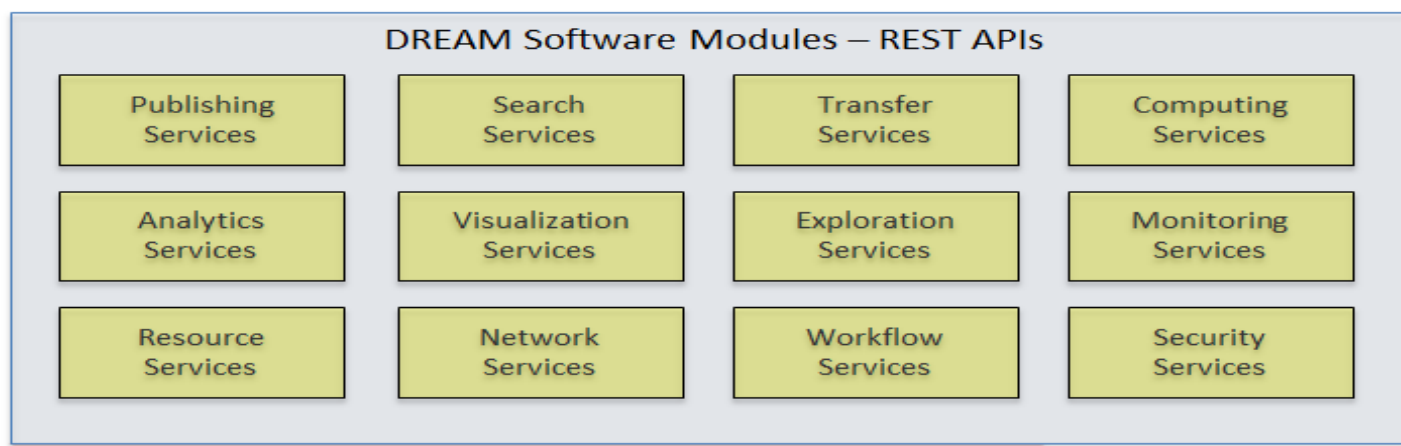 DREAM Software Modules – REST APIs
Publishing
Services
Search
Services
Transfer
Services
Computing
Services
Analytics
Services
Visualization
Services
Exploration
Services
Monitoring
Services
Resource
Services
Network
Services
Workflow
Services
Security
Services